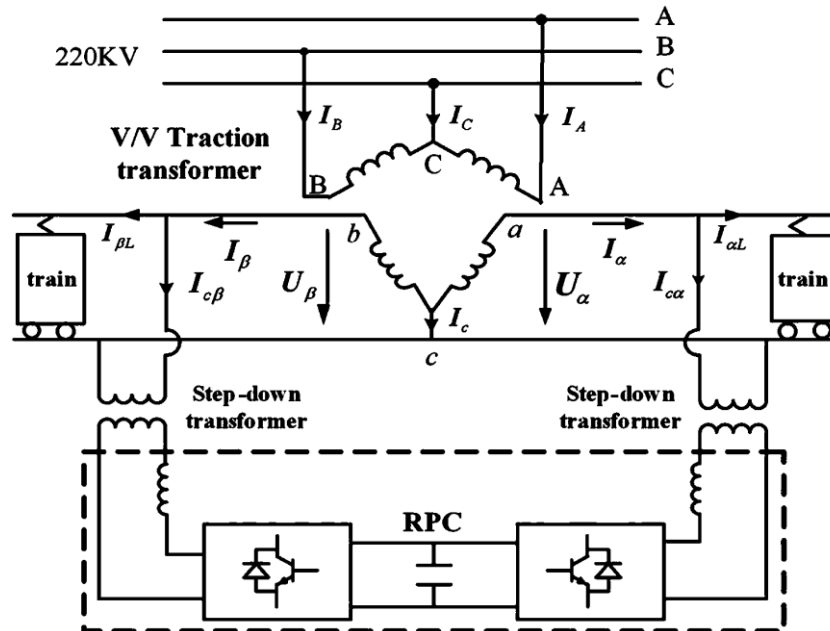 A
220KV
B
C
I_B
I_C
I_A
V/V Traction
transformer
B
C
A
I_βL
I_β
b
a
I_α
I_αL
train
I_cβ
U_β
I_c
U_α
I_cα
train
c
Step-down
transformer
Step-down
transformer
RPC